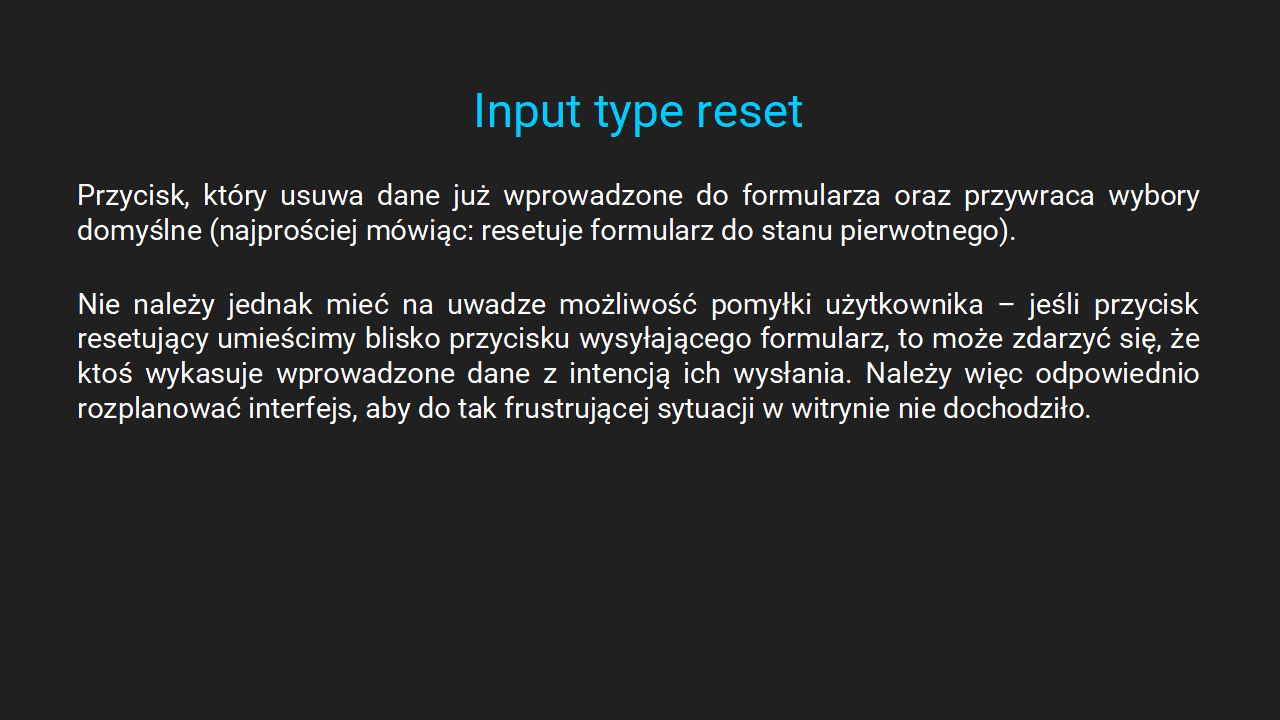 Input type reset
Przycisk, który usuwa dane już wprowadzone do formularza oraz przywraca wybory
domyślne (najprościej mówiąc: resetuje formularz do stanu pierwotnego).
Nie należy jednak mieć na uwadze możliwość pomyłki użytkownika – jeśli przycisk
resetujący umieścimy blisko przycisku wysyłającego formularz, to może zdarzyć się, że
ktoś wykasuje wprowadzone dane z intencją ich wysłania. Należy więc odpowiednio
rozplanować interfejs, aby do tak frustrującej sytuacji w witrynie nie dochodziło.